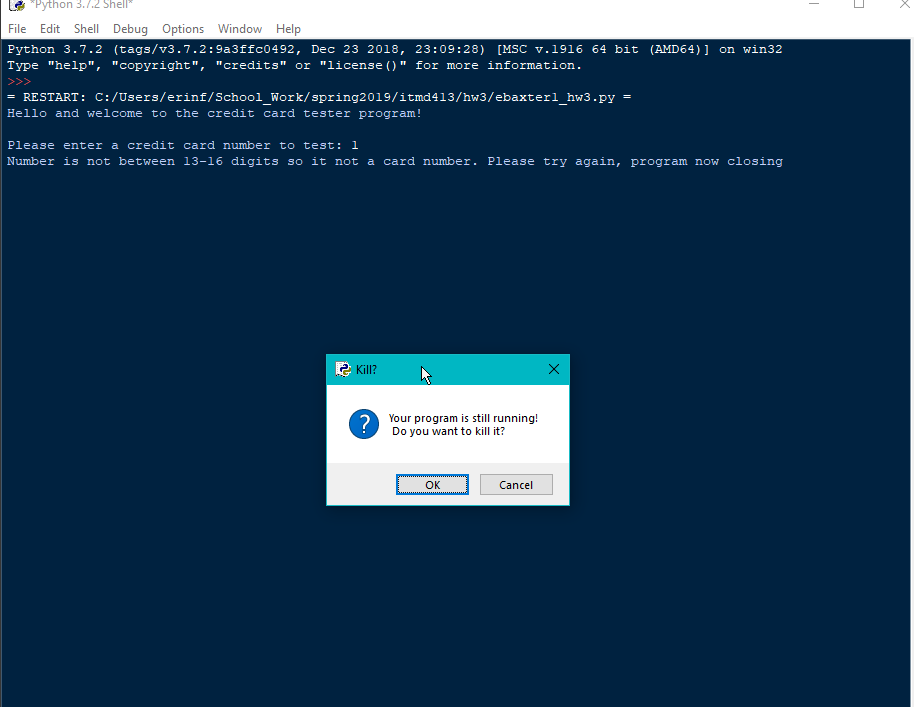 *Python 3.7.2 Shell*
File Edit Shell Debug Options Window Help
Python 3.7.2 (tags/v3.7.2:9a3ffc0492, Dec 23 2018, 23:09:28) [MSC v.1916 64 bit (AMD64)] on win32
Type "help", "copyright", "credits" or "license()" for more information.
>>>
= RESTART: C:/Users/erinf/School_Work/spring2019/itmd413/hw3/ebaxter1_hw3.py =
Hello and welcome to the credit card tester program!
Please enter a credit card number to test: 1
Number is not between 13-16 digits so it not a card number. Please try again, program now closing
Kill?
Your program is still running!
Do you want to kill it?
OK Cancel